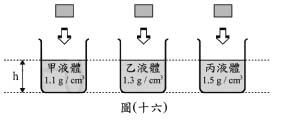 h
甲液體
1.1 g / cm³
乙液體
1.3 g / cm³
丙液體
1.5 g / cm³
圖(十六)